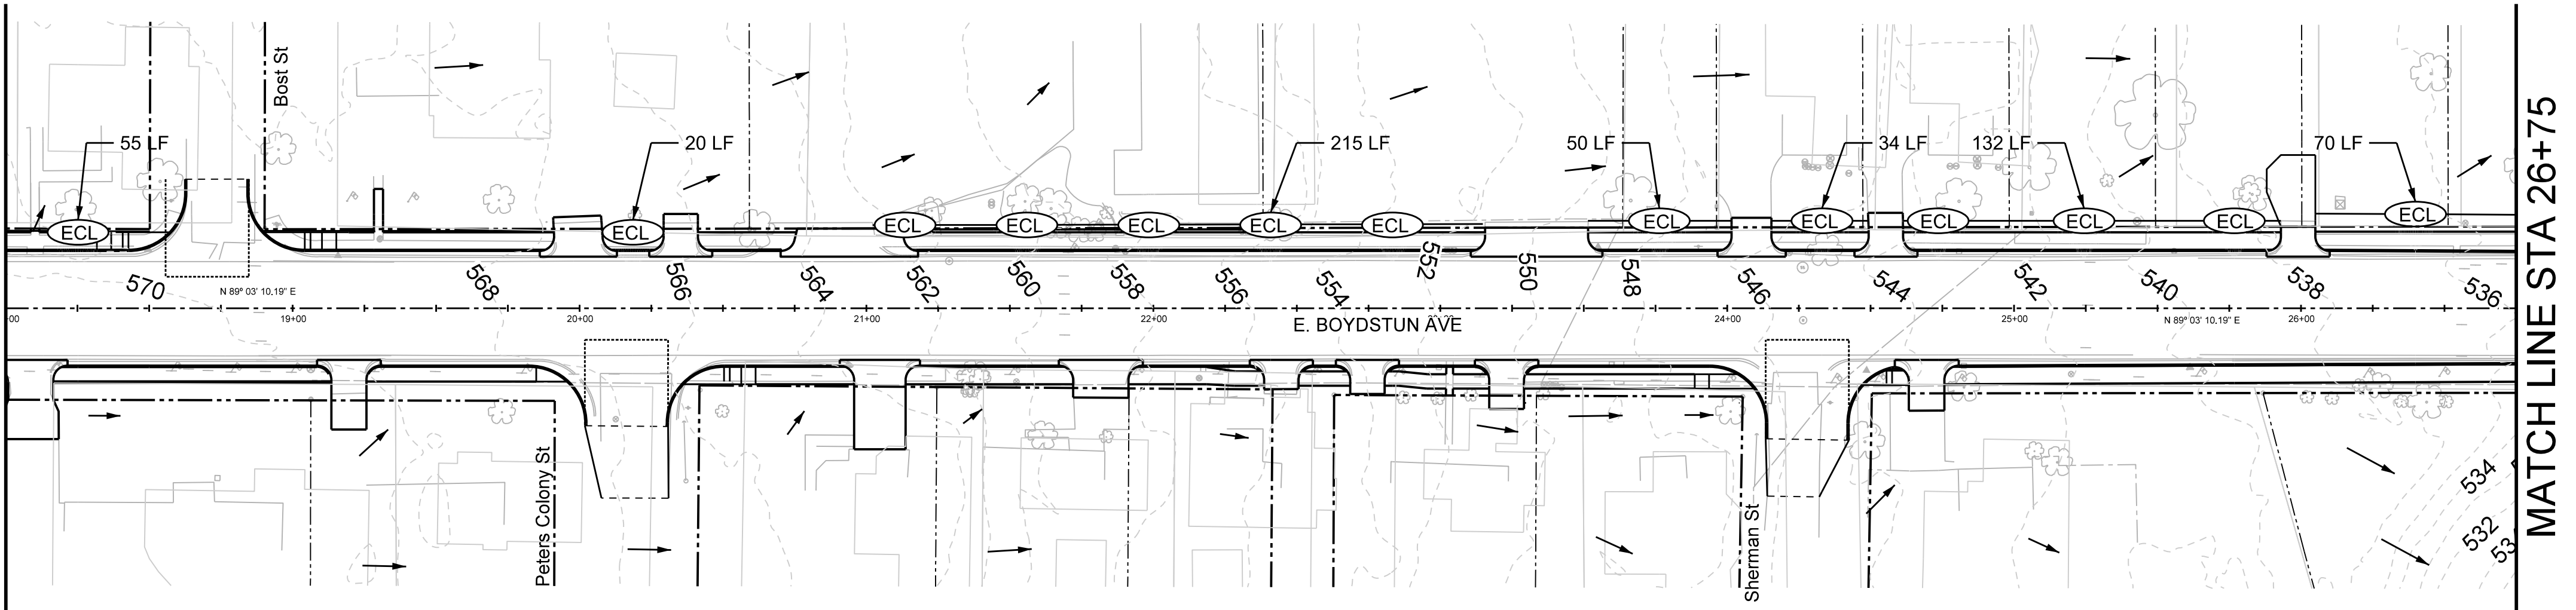 Bost St
55 LF
20 LF
215 LF
50 LF
34 LF
132 LF
70 LF
ECL
ECL
ECL
ECL
ECL
ECL
ECL
ECL
ECL
ECL
ECL
ECL
ECL
570
568
566
564
562
560
558
556
554
552
550
548
546
544
542
540
538
536
N 89° 03' 10.19" E
N 89° 03' 10.19" E
00
19+00
20+00
21+00
22+00
24+00
25+00
26+00
E. BOYDSTUN AVE
Peters Colony St
Sherman St
534
532
53
MATCH LINE STA 26+75